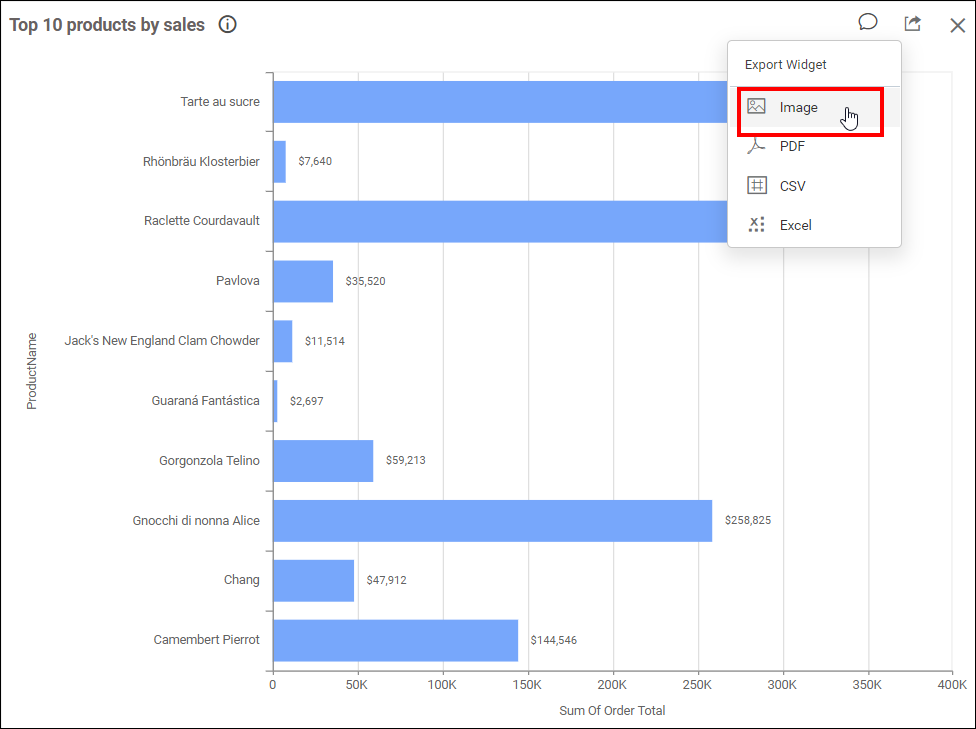 Top 10 products by sales
Export Widget
Image
PDF
CSV
Excel
ProductName
Tarte au sucre
Rhönbräu Klosterbier $7,640
Raclette Courdavault
Pavlova $35,520
Jack's New England Clam Chowder $11,514
Guaraná Fantástica $2,697
Gorgonzola Telino $59,213
Gnocchi di nonna Alice $258,825
Chang $47,912
Camembert Pierrot $144,546
0 50K 100K 150K 200K 250K 300K 350K 400K
Sum Of Order Total